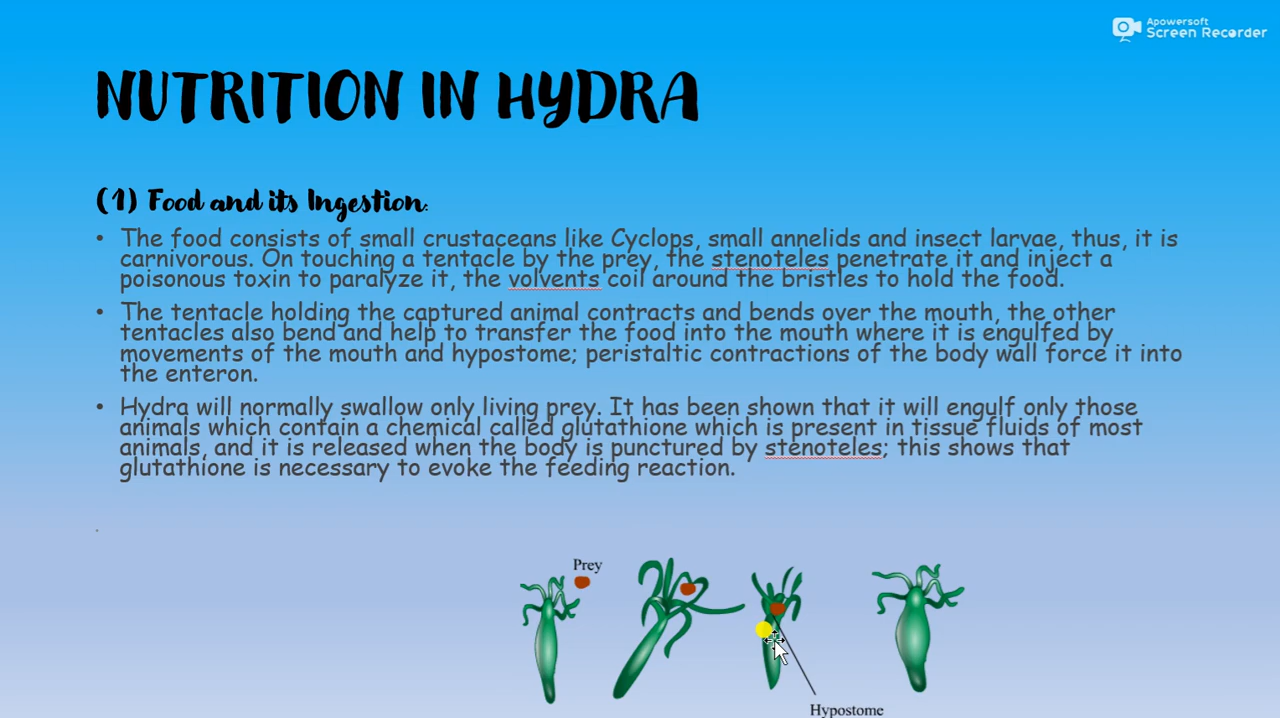 Apowersoft
Screen Recorder
NUTRITION IN HYDRA
(1) Food and its Ingestion:
• The food consists of small crustaceans like Cyclops, small annelids and insect larvae, thus, it is
carnivorous. On touching a tentacle by the prey, the stenoteles penetrate it and inject a
poisonous toxin to paralyze it, the volvents coil around the bristles to hold the food.
• The tentacle holding the captured animal contracts and bends over the mouth, the other
tentacles also bend and help to transfer the food into the mouth where it is engulfed by
movements of the mouth and hypostome; peristaltic contractions of the body wall force it into
the enteron.
• Hydra will normally swallow only living prey. It has been shown that it will engulf only those
animals which contain a chemical called glutathione which is present in tissue fluids of most
animals, and it is released when the body is punctured by stenoteles; this shows that
glutathione is necessary to evoke the feeding reaction.
Prey
Hypostome